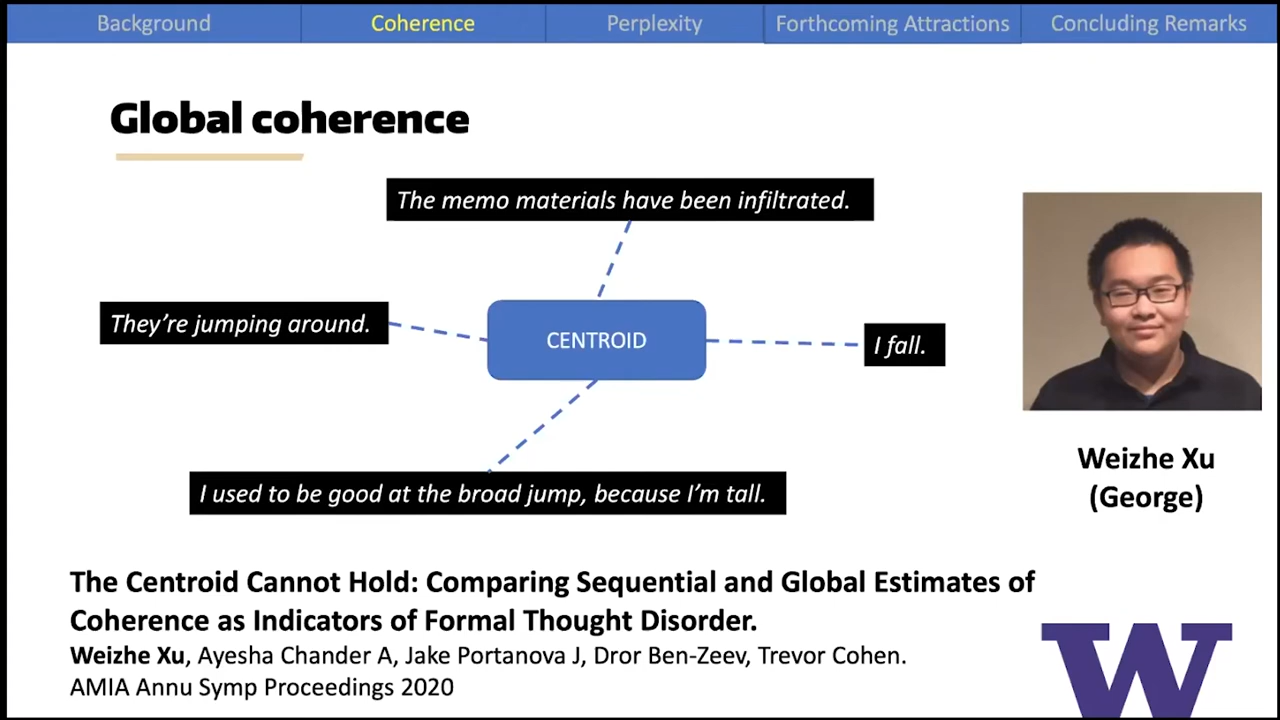 Background
Coherence
Perplexity
Forthcoming Attractions
Concluding Remarks
Global coherence
The memo materials have been infiltrated.
They're jumping around.
CENTROID
I fall.
I used to be good at the broad jump, because I'm tall.
Weizhe Xu
(George)
The Centroid Cannot Hold: Comparing Sequential and Global Estimates of
Coherence as Indicators of Formal Thought Disorder.
Weizhe Xu, Ayesha Chander A, Jake Portanova J, Dror Ben-Zeev, Trevor Cohen.
AMIA Annu Symp Proceedings 2020
W